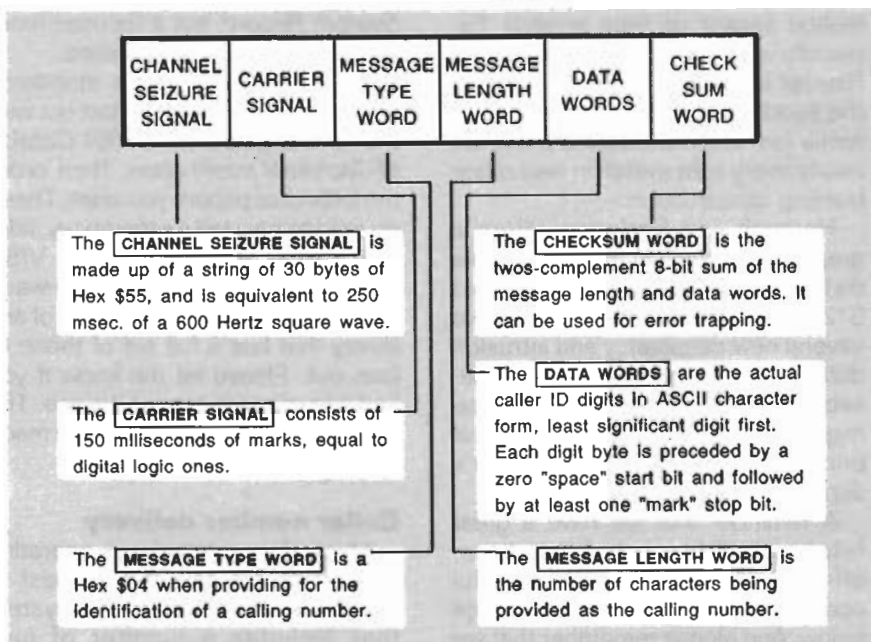 CHANNEL SEIZURE SIGNAL
CARRIER SIGNAL
MESSAGE TYPE WORD
MESSAGE LENGTH WORD
DATA WORDS
CHECK SUM WORD
The CHANNEL SEIZURE SIGNAL is
made up of a string of 30 bytes of
Hex $55, and is equivalent to 250
msec. of a 600 Hertz square wave.
The CARRIER SIGNAL consists of
150 mlliseconds of marks, equal to
digital logic ones.
The MESSAGE TYPE WORD is a
Hex $04 when providing for the
identification of a calling number.
The CHECKSUM WORD is the
twos-complement 8-bit sum of the
message length and data words. It
can be used for error trapping.
The DATA WORDS are the actual
caller ID digits in ASCII character
form, least significant digit first.
Each digit byte is preceded by a
zero "space" start bit and followed
by at least one "mark" stop bit.
The MESSAGE LENGTH WORD is
the number of characters being
provided as the calling number.